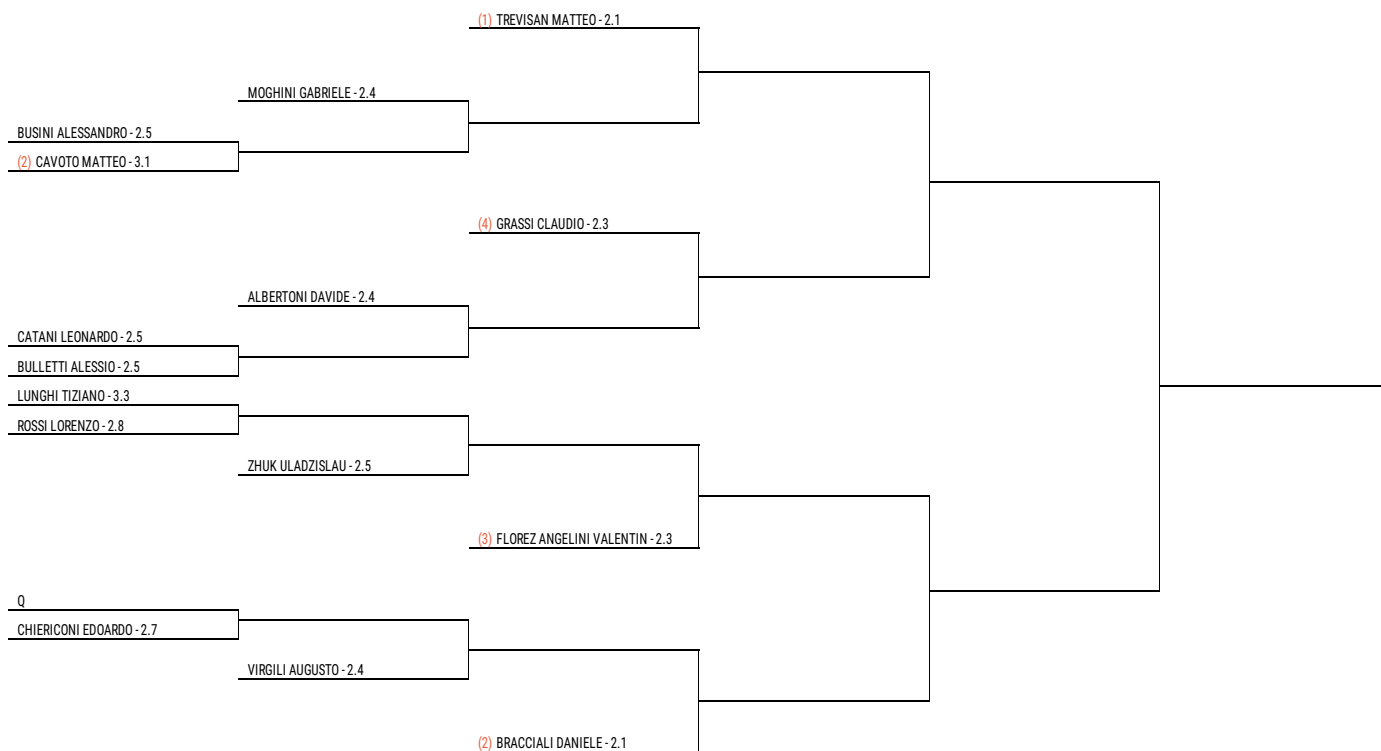 (1) TREVISAN MATTEO - 2.1
MOGHINI GABRIELE - 2.4
BUSINI ALESSANDRO - 2.5
(2) CAVOTO MATTEO - 3.1
(4) GRASSI CLAUDIO - 2.3
ALBERTONI DAVIDE - 2.4
CATANI LEONARDO - 2.5
BULLETTI ALESSIO - 2.5
LUNGHI TIZIANO - 3.3
ROSSI LORENZO - 2.8
ZHUK ULADZISLAU - 2.5
(3) FLOREZ ANGELINI VALENTIN - 2.3
Q
CHIERICONI EDOARDO - 2.7
VIRGILI AUGUSTO - 2.4
(2) BRACCIALI DANIELE - 2.1